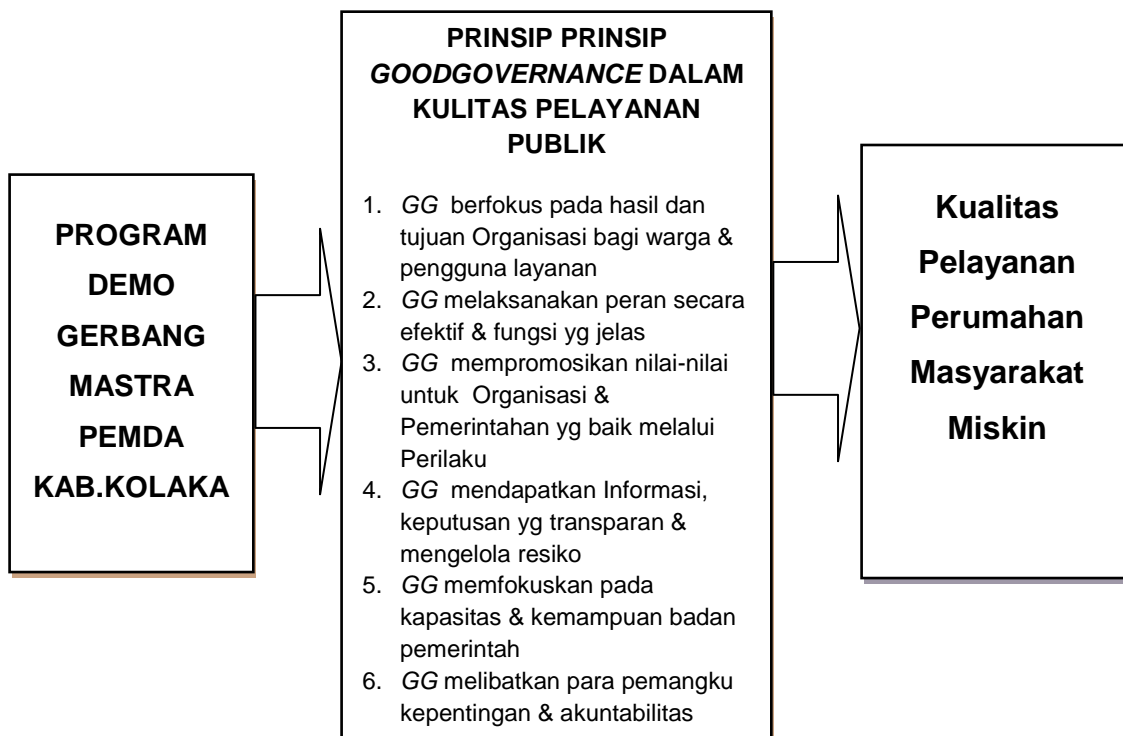 PROGRAM
DEMO
GERBANG
MASTRA
PEMDA
KAB.KOLAKA
PRINSIP PRINSIP
GOODGOVERNANCE DALAM
KULITAS PELAYANAN
PUBLIK
1. GG berfokus pada hasil dan
tujuan Organisasi bagi warga &
pengguna layanan
2. GG melaksanakan peran secara
efektif & fungsi yg jelas
3. GG mempromosikan nilai-nilai
untuk Organisasi &
Pemerintahan yg baik melalui
Perilaku
4. GG mendapatkan Informasi,
keputusan yg transparan &
mengelola resiko
5. GG memfokuskan pada
kapasitas & kemampuan badan
pemerintah
6. GG melibatkan para pemangku
kepentingan & akuntabilitas
Kualitas
Pelayanan
Perumahan
Masyarakat
Miskin